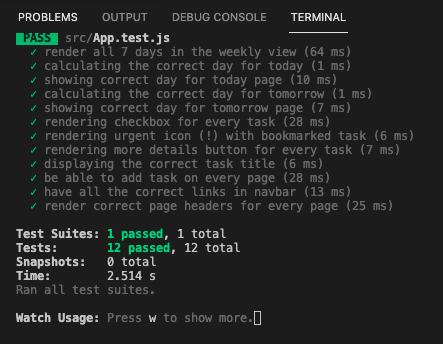 PROBLEMS OUTPUT DEBUG CONSOLE TERMINAL
PASS src/App.test.js
✓ render all 7 days in the weekly view (64 ms)
✓ calculating the correct day for today (1 ms)
✓ showing correct day for today page (10 ms)
✓ calculating the correct day for tomorrow (1 ms)
✓ showing correct day for tomorrow page (7 ms)
✓ rendering checkbox for every task (28 ms)
✓ rendering urgent icon (!) with bookmarked task (6 ms)
✓ rendering more details button for every task (7 ms)
✓ displaying the correct task title (6 ms)
✓ be able to add task on every page (28 ms)
✓ have all the correct links in navbar (13 ms)
✓ render correct page headers for every page (25 ms)
Test Suites: 1 passed, 1 total
Tests: 12 passed, 12 total
Snapshots: 0 total
Time: 2.514 s
Ran all test suites.
Watch Usage: Press w to show more.